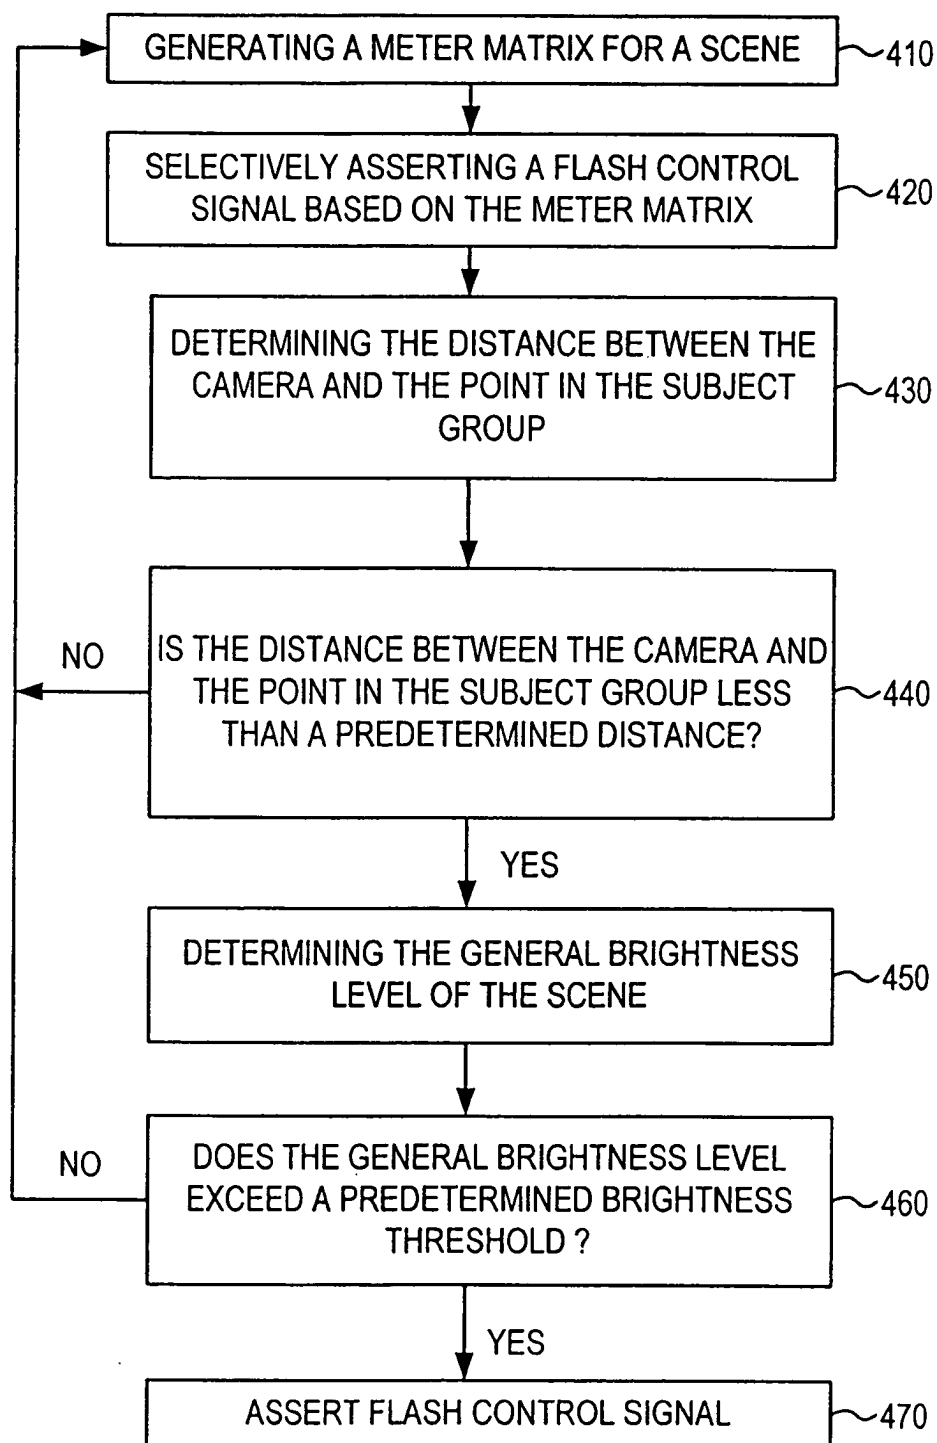 GENERATING A METER MATRIX FOR A SCENE
410
SELECTIVELY ASSERTING A FLASH CONTROL
SIGNAL BASED ON THE METER MATRIX
420
DETERMINING THE DISTANCE BETWEEN THE
CAMERA AND THE POINT IN THE SUBJECT
GROUP
430
NO
IS THE DISTANCE BETWEEN THE CAMERA AND
THE POINT IN THE SUBJECT GROUP LESS
THAN A PREDETERMINED DISTANCE?
440
YES
DETERMINING THE GENERAL BRIGHTNESS
LEVEL OF THE SCENE
450
NO
DOES THE GENERAL BRIGHTNESS LEVEL
EXCEED A PREDETERMINED BRIGHTNESS
THRESHOLD ?
460
YES
ASSERT FLASH CONTROL SIGNAL
470